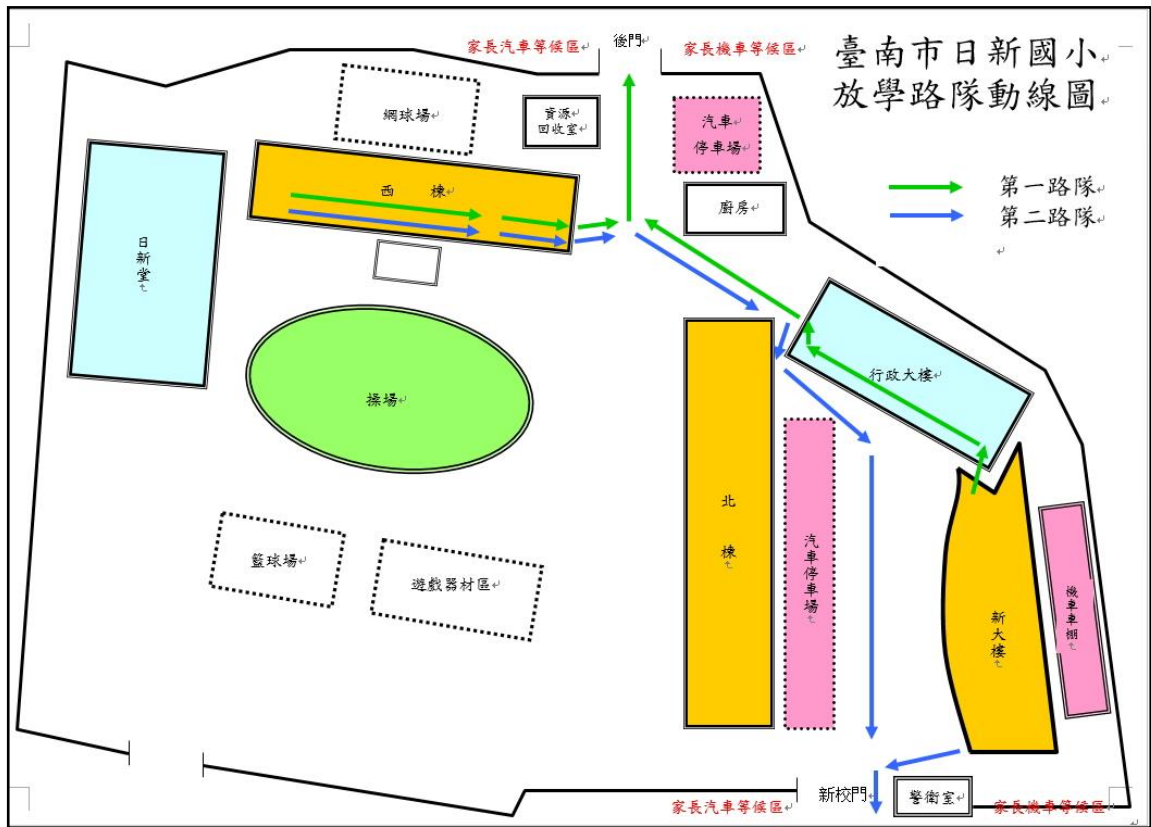 家長汽車等候區
後門
家長機車等候區
臺南市日新國小
放學路隊動線圖
網球場
資源
回收室
汽車
停車場
西 棟
廚房
第一路隊
第二路隊
日新堂
操場
行政大樓
北棟
籃球場
遊戲器材區
汽車停車場
新大樓
機車車棚
家長汽車等候區
新校門
警衛室
家長機車等候區